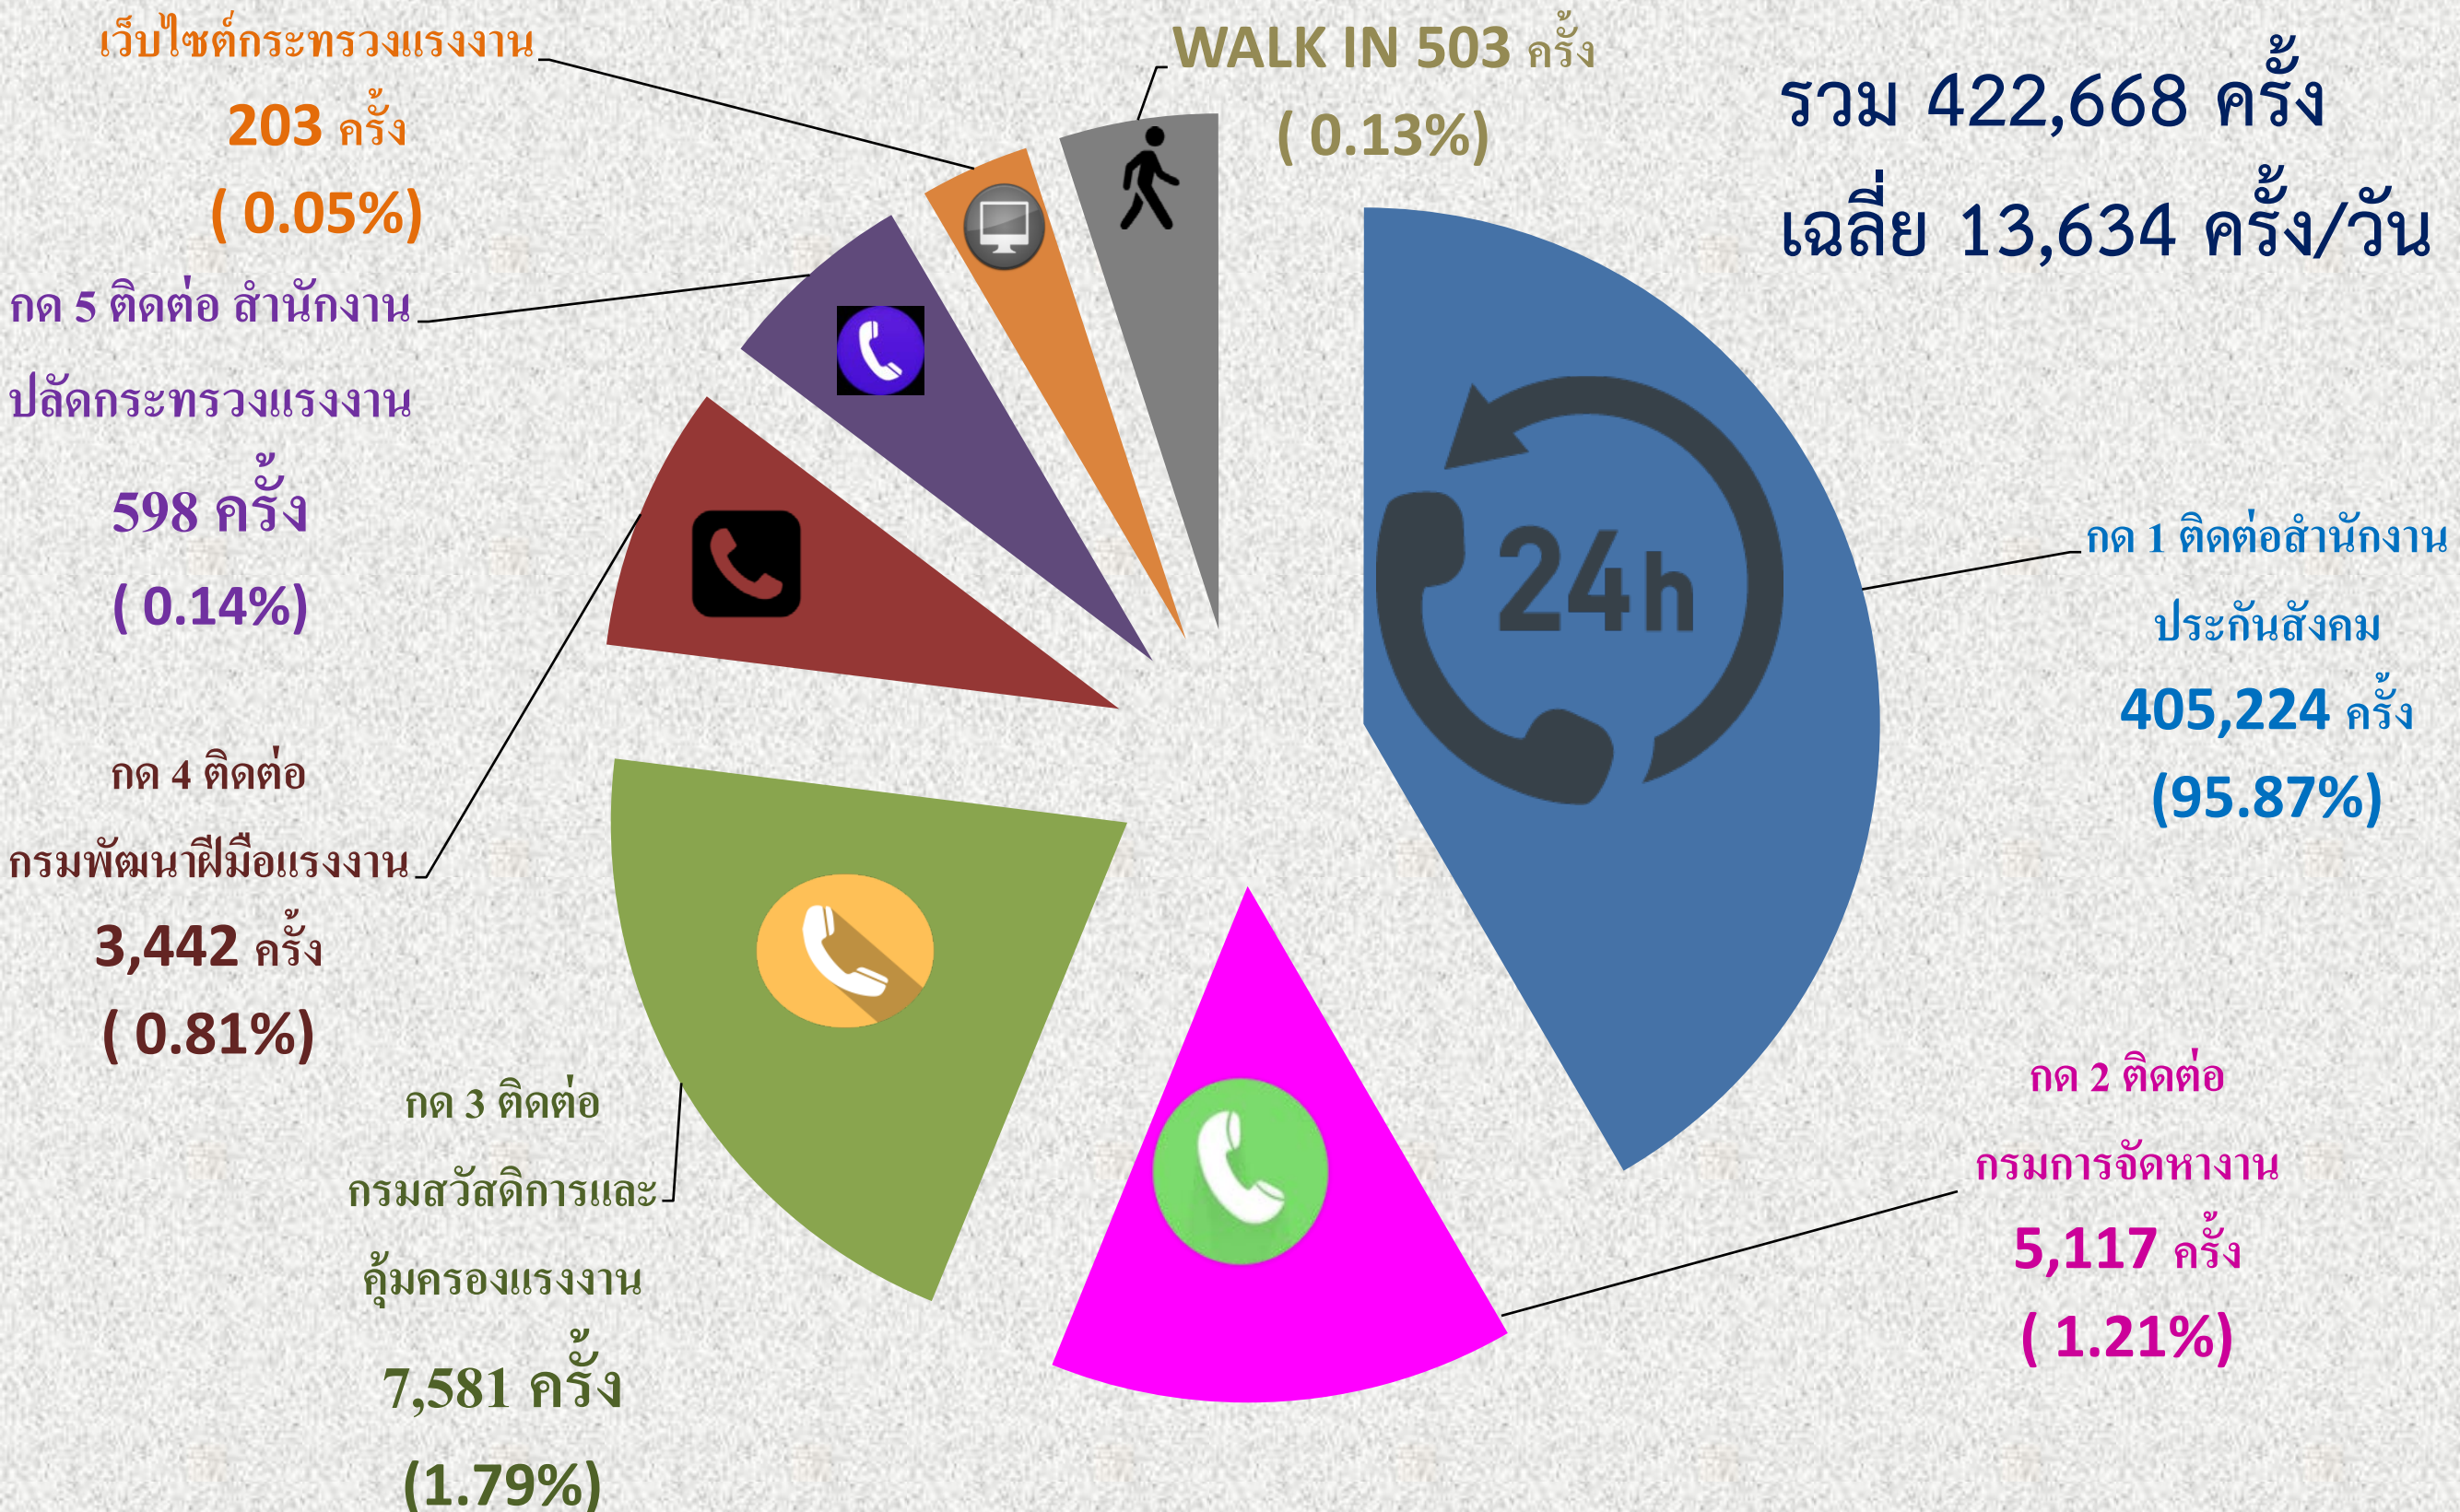 เว็บไซต์กระทรวงแรงงาน
203 ครั้ง
( 0.05%)
WALK IN 503 ครั้ง
( 0.13%)
รวม 422,668 ครั้ง
เฉลี่ย 13,634 ครั้ง/วัน
กด 5 ติดต่อ สำนักงาน
ปลัดกระทรวงแรงงาน
598 ครั้ง
( 0.14%)
24h
กด 1 ติดต่อสำนักงาน
ประกันสังคม
405,224 ครั้ง
(95.87%)
กด 4 ติดต่อ
กรมพัฒนาฝีมือแรงงาน
3,442 ครั้ง
( 0.81%)
กด 3 ติดต่อ
กรมสวัสดิการและ
คุ้มครองแรงงาน
7,581 ครั้ง
(1.79%)
กด 2 ติดต่อ
กรมการจัดหางาน
5,117 ครั้ง
( 1.21%)